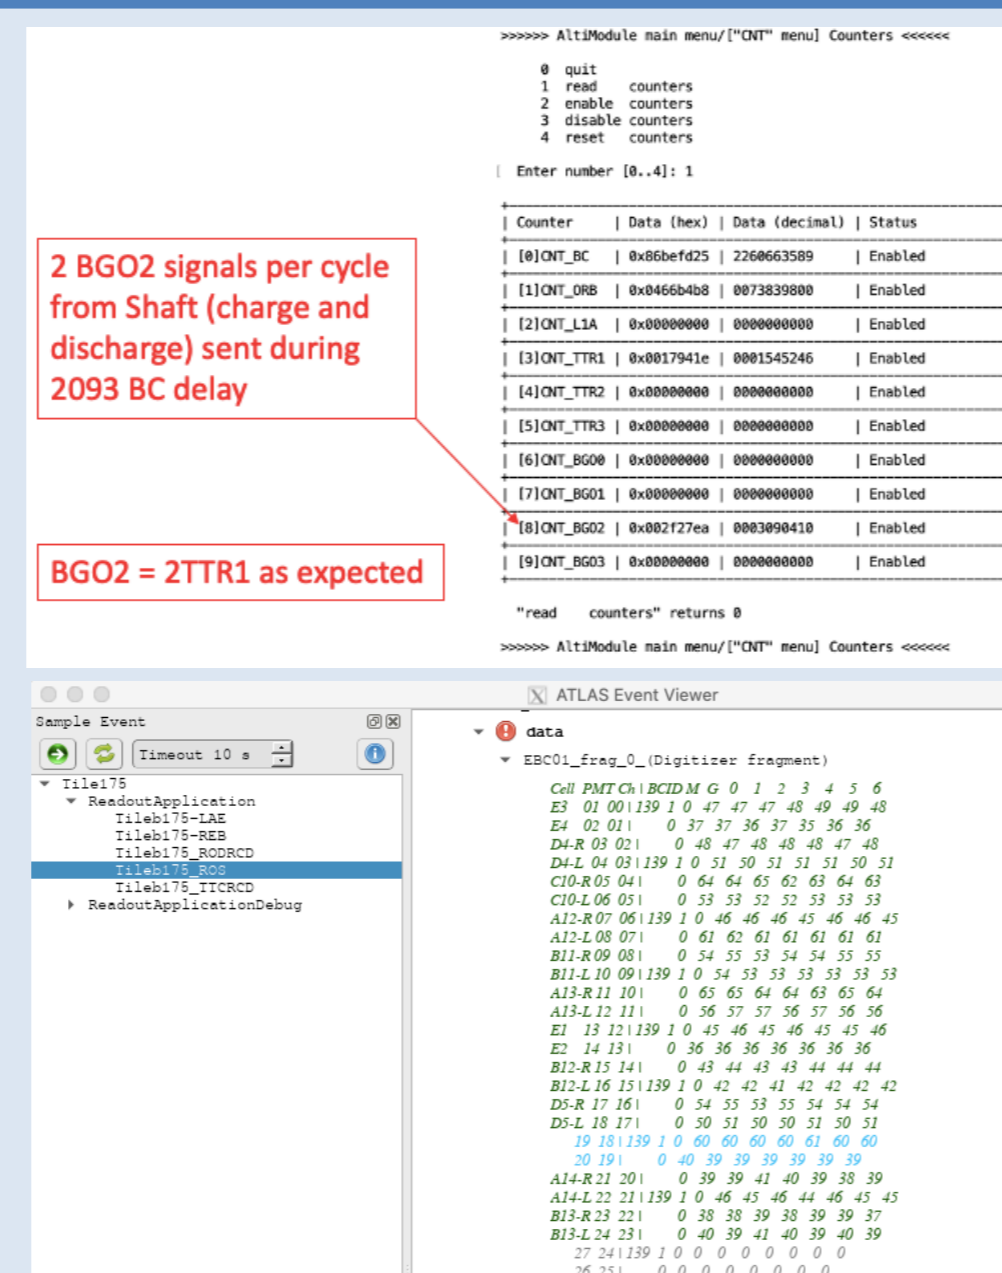 >>>>>> AltiModule main menu/["CNT" menu] Counters <<<<<<
0 quit
1 read counters
2 enable counters
3 disable counters
4 reset counters
[ Enter number [0..4]: 1
| Counter | Data (hex) | Data (decimal) | Status
| [0]CNT_BC | 0x86befd25 | 2260663589 | Enabled
| [1]CNT_ORB | 0x0466b4b8 | 0073839800 | Enabled
| [2]CNT_L1A | 0x00000000 | 0000000000 | Enabled
| [3]CNT_TTR1 | 0x0017941e | 0001545246 | Enabled
| [4]CNT_TTR2 | 0x00000000 | 0000000000 | Enabled
| [5]CNT_TTR3 | 0x00000000 | 0000000000 | Enabled
| [6]CNT_BGO0 | 0x00000000 | 0000000000 | Enabled
| [7]CNT_BGO1 | 0x00000000 | 0000000000 | Enabled
| [8]CNT_BGO2 | 0x002f27ea | 0003090410 | Enabled
| [9]CNT_BGO3 | 0x00000000 | 0000000000 | Enabled
"read counters" returns 0
>>>>>> AltiModule main menu/["CNT" menu] Counters <<<<<<
2 BGO2 signals per cycle
from Shaft (charge and
discharge) sent during
2093 BC delay
BGO2 = 2TTR1 as expected
ATLAS Event Viewer
Sample Event
Timeout 10 s
Tile175
ReadoutApplication
Tileb175-LAE
Tileb175-REB
Tileb175_RODRCD
Tileb175_ROS
Tileb175_TTCRCD
ReadoutApplicationDebug
data
EBC01_frag_0_(Digitizer fragment)
Cell PMT Ch | BCID M G 0 1 2 3 4 5 6
E3 01 00 | 139 1 0 47 47 47 48 49 49 48
E4 02 01 | 0 37 37 36 37 35 36 36
D4-R 03 02 | 0 48 47 48 48 48 47 48
D4-L 04 03 | 139 1 0 51 50 51 51 51 50 51
C10-R 05 04 | 0 64 64 65 62 63 64 63
C10-L 06 05 | 0 53 53 52 52 53 53 53
A12-R 07 06 | 139 1 0 46 46 46 45 46 46 45
A12-L 08 07 | 0 61 62 61 61 61 61 61
B11-R 09 08 | 0 54 55 53 54 54 55 55
B11-L 10 09 | 139 1 0 54 53 53 53 53 53 53
A13-R 11 10 | 0 65 65 64 64 63 65 64
A13-L 12 11 | 0 56 57 57 56 57 56 56
E1 13 12 | 139 1 0 45 46 45 46 45 45 46
E2 14 13 | 0 36 36 36 36 36 36 36
B12-R 15 14 | 0 43 44 43 43 44 44 44
B12-L 16 15 | 139 1 0 42 42 41 42 42 42 42
D5-R 17 16 | 0 54 55 53 55 54 54 54
D5-L 18 17 | 0 50 51 50 50 51 50 51
19 18 | 139 1 0 60 60 60 60 61 60 60
20 19 | 0 40 39 39 39 39 39 39
A14-R 21 20 | 0 39 39 41 40 39 38 39
A14-L 22 21 | 139 1 0 46 45 46 44 46 45 45
B13-R 23 22 | 0 38 38 39 38 39 39 37
B13-L 24 23 | 0 40 39 41 40 39 40 39
27 24 | 139 1 0 0 0 0 0 0 0 0
26 25 | 0 0 0 0 0 0 0 0